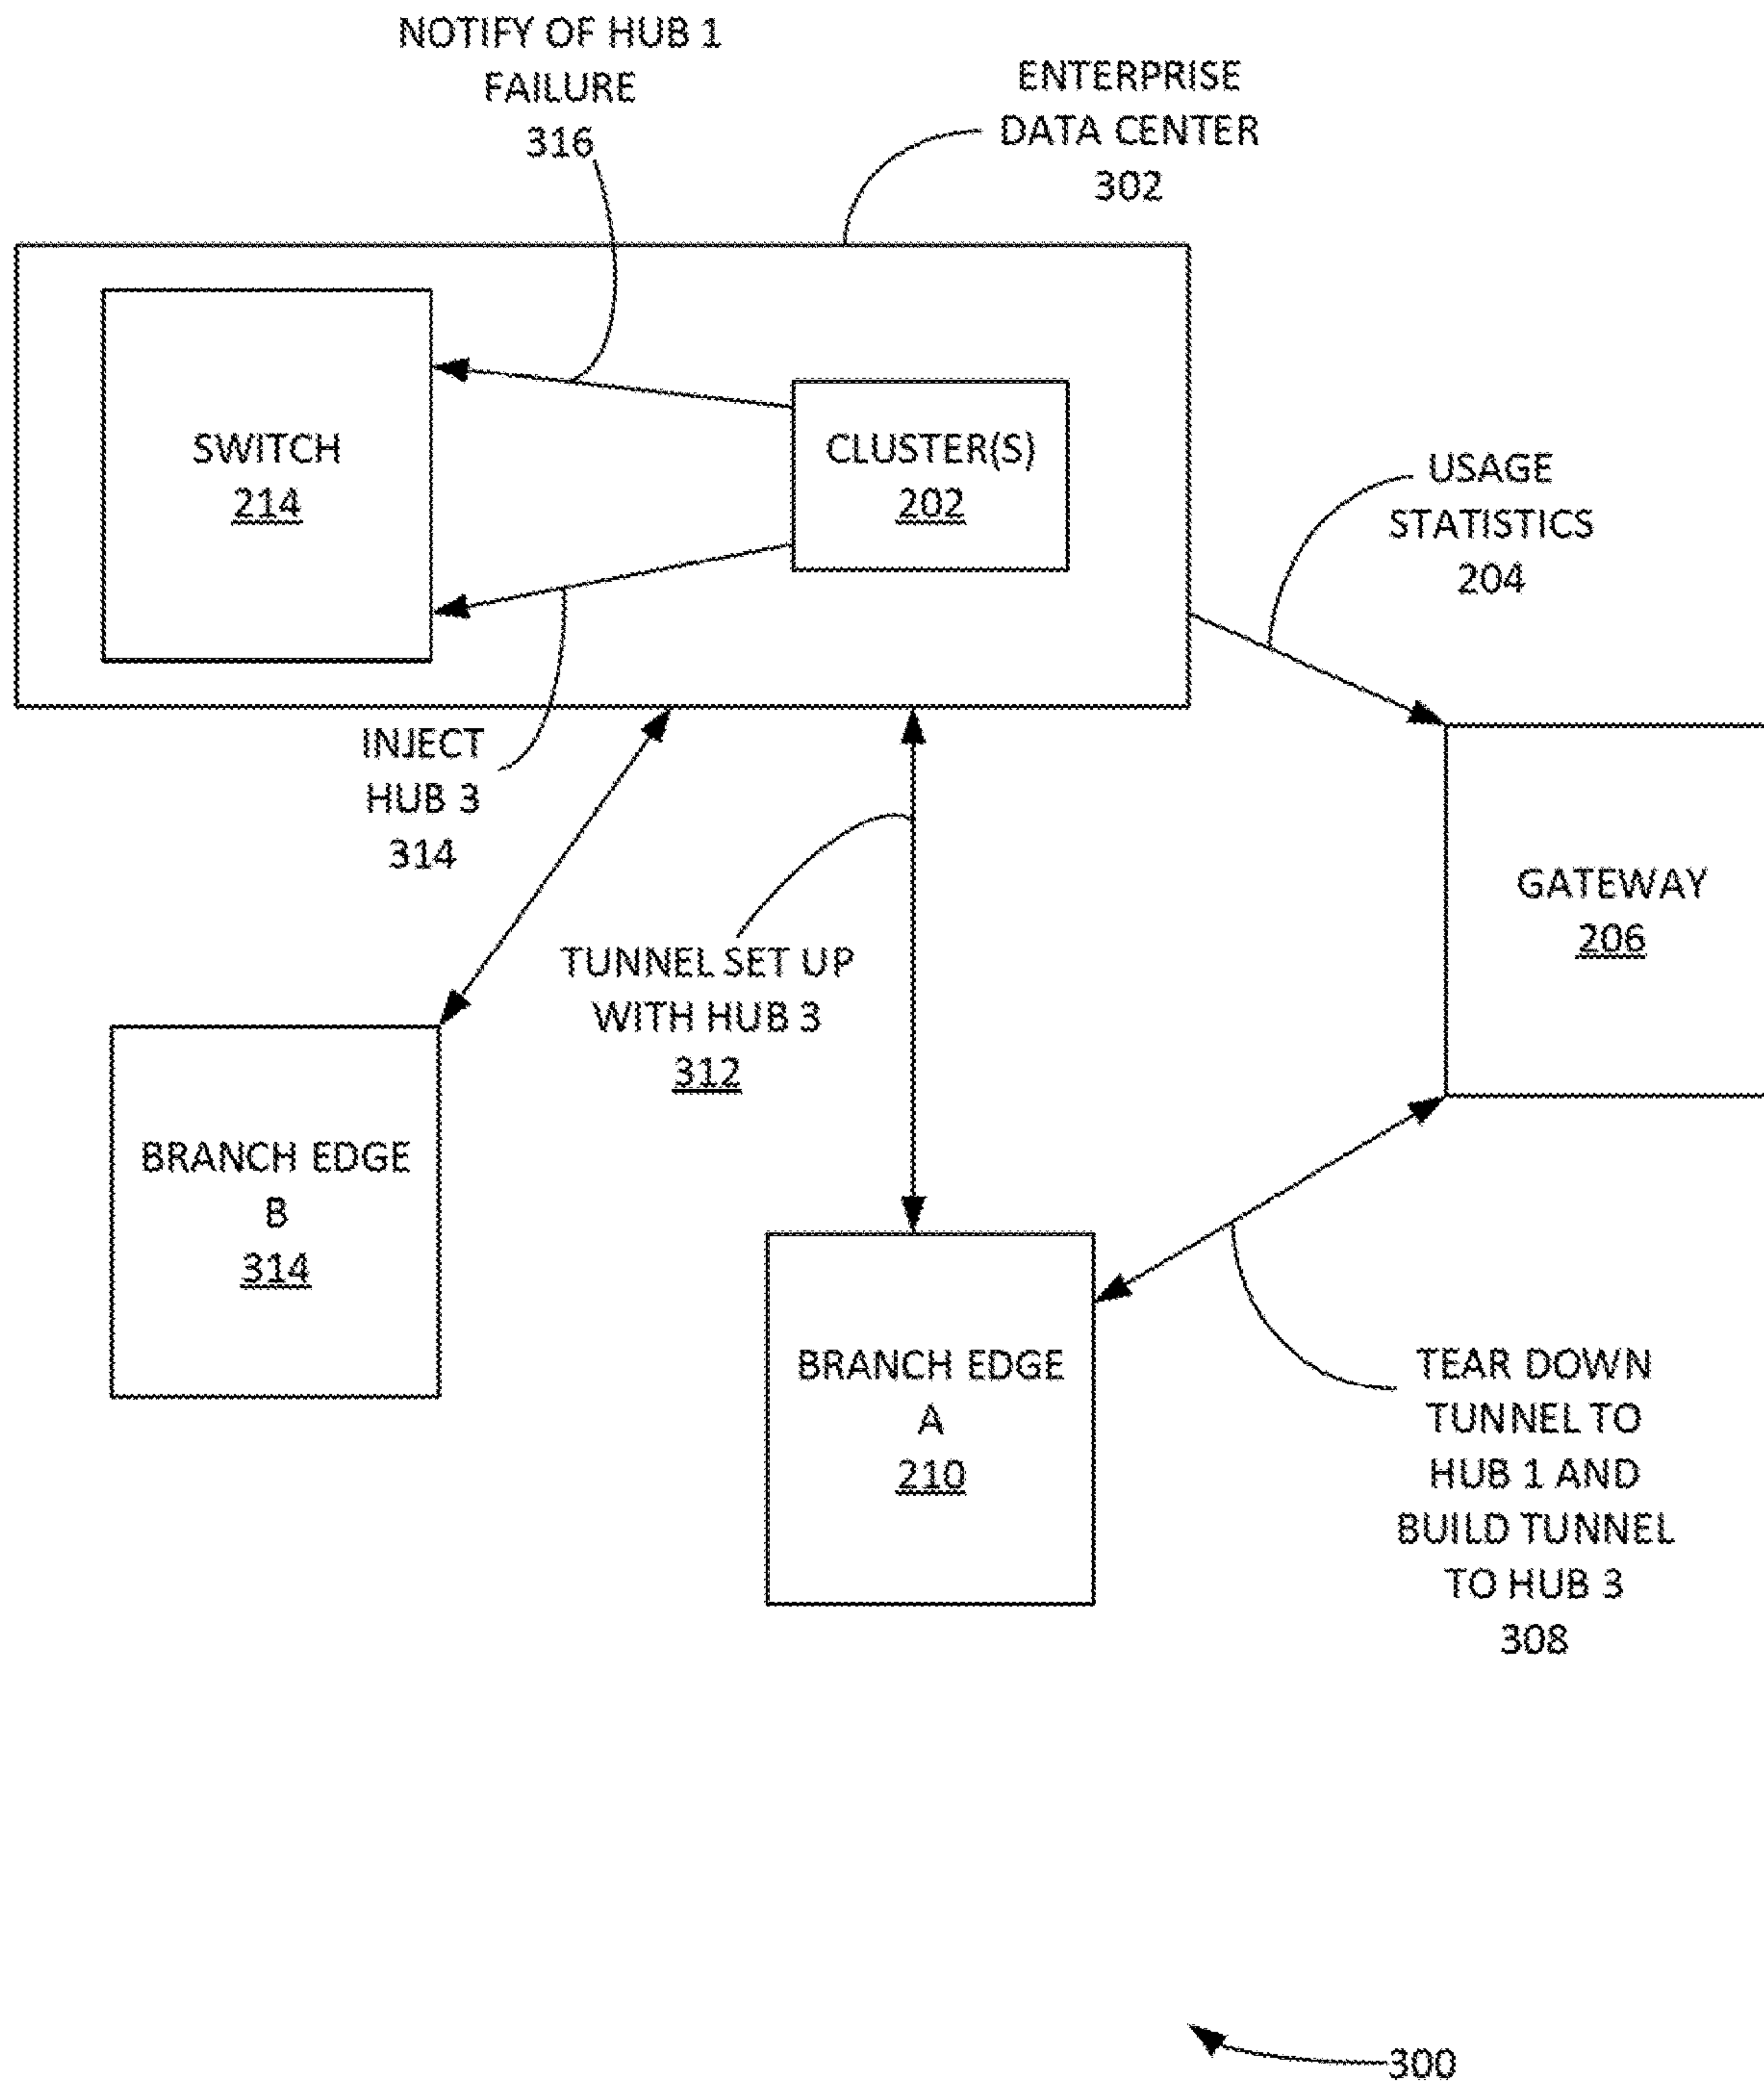 NOTIFY OF HUB 1
FAILURE
316
ENTERPRISE
DATA CENTER
302
SWITCH
214
CLUSTER(S)
202
USAGE
STATISTICS
204
INJECT
HUB 3
314
GATEWAY
206
TUNNEL SET UP
WITH HUB 3
312
BRANCH EDGE
B
314
BRANCH EDGE
A
210
TEAR DOWN
TUNNEL TO
HUB 1 AND
BUILD TUNNEL
TO HUB 3
308
300